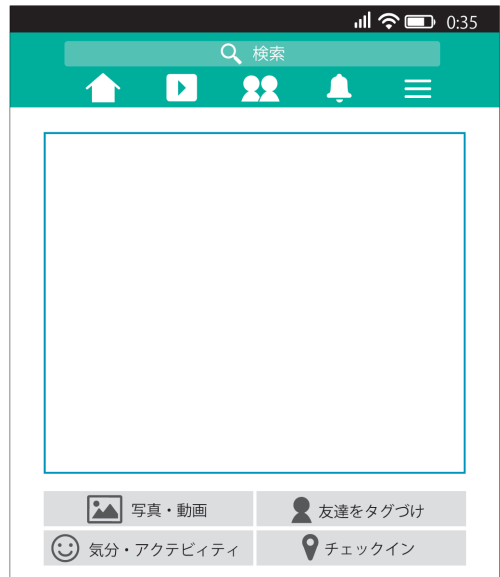 0:35
検索
写真・動画
友達をタグづけ
気分・アクテビィティ
チェックイン